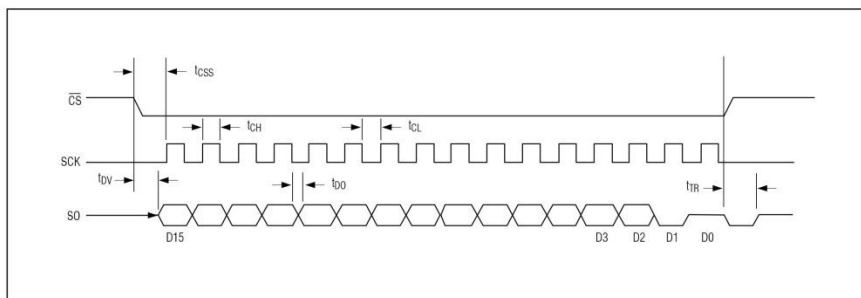 tCSS
CS
tCH
tCL
SCK
tDV
tDO
tTR
SO
D15
D3
D2
D1
D0